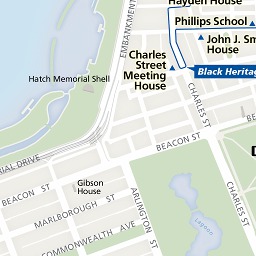 Hayden House
Phillips School
John J. Sm
House
EMBANKMENT
Charles
Street
Meeting
House
Black Heritag
Hatch Memorial Shell
CHARLES ST
BEACON ST
RIAL DRIVE
D
Gibson
House
BEACON ST
MARLBOROUGH ST
ARLINGTON ST
CHARLES ST
Lagoon
COMMONWEALTH AVE